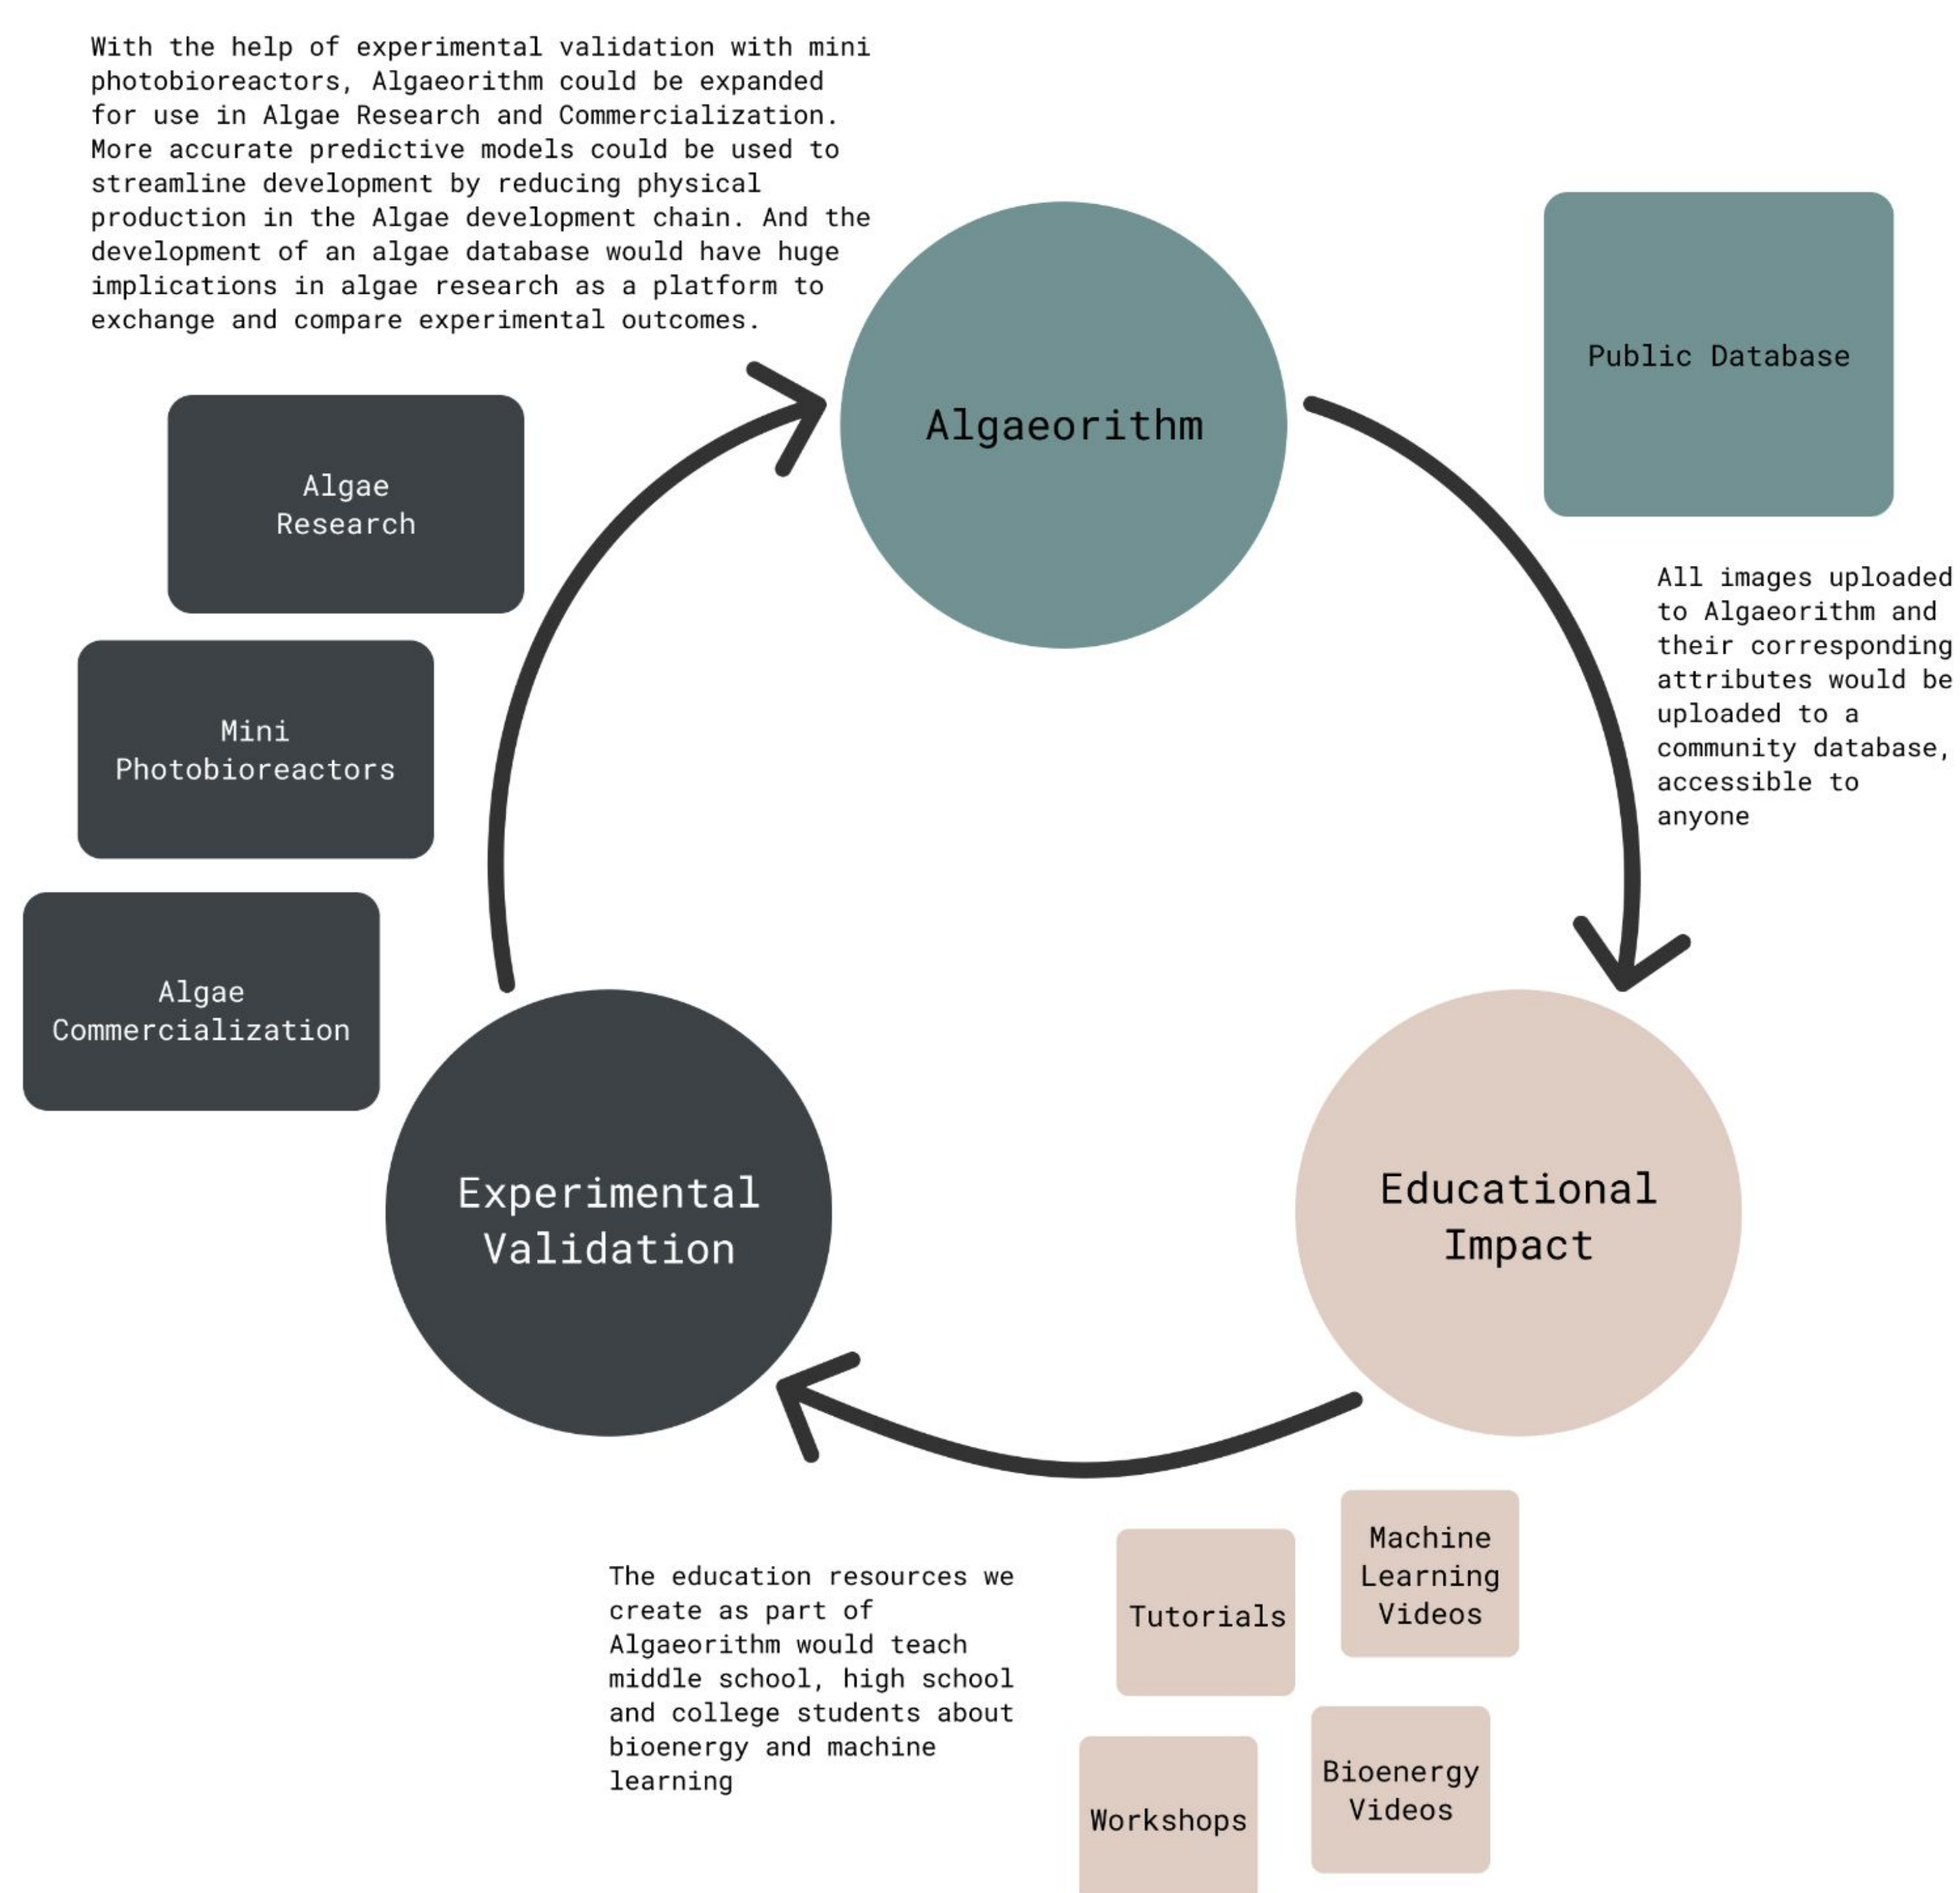 With the help of experimental validation with mini
photobioreactors, Algaeorithm could be expanded
for use in Algae Research and Commercialization.
More accurate predictive models could be used to
streamline development by reducing physical
production in the Algae development chain. And the
development of an algae database would have huge
implications in algae research as a platform to
exchange and compare experimental outcomes.
Algaeorithm
Public Database
All images uploaded
to Algaeorithm and
their corresponding
attributes would be
uploaded to a
community database,
accessible to
anyone
Algae
Research
Mini
Photobioreactors
Algae
Commercialization
Experimental
Validation
Educational
Impact
The education resources we
create as part of
Algaeorithm would teach
middle school, high school
and college students about
bioenergy and machine
learning
Tutorials
Machine
Learning
Videos
Workshops
Bioenergy
Videos